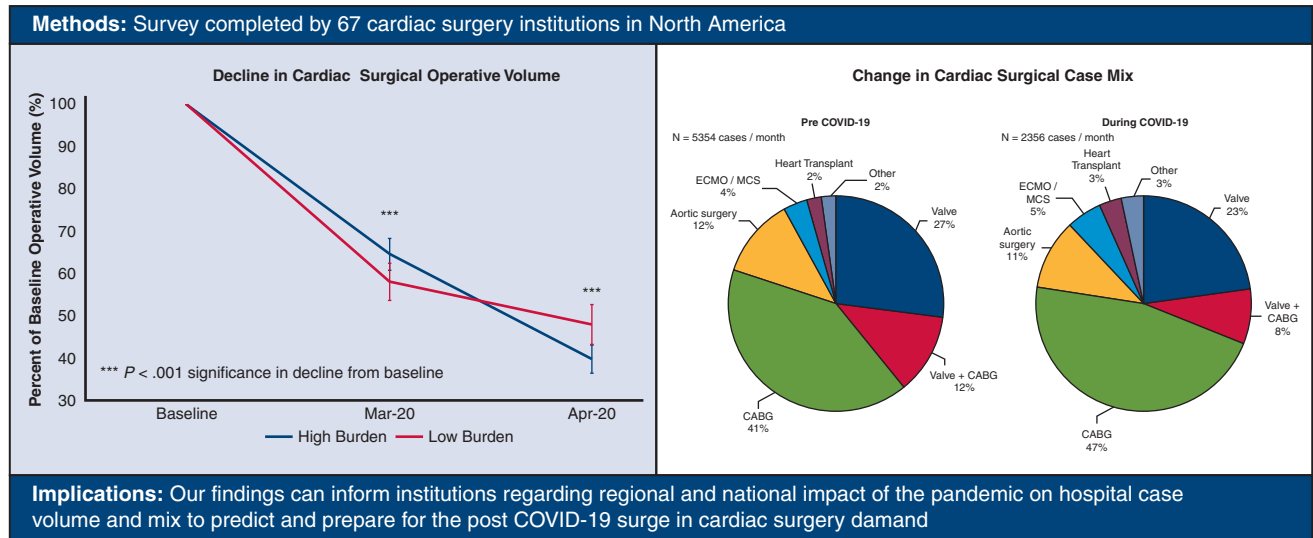 Methods: Survey completed by 67 cardiac surgery institutions in North America
Decline in Cardiac Surgical Operative Volume
Percent of Baseline Operative Volume (%)
100
90
80
70
60
50
40
30
***
***
*** P < .001 significance in decline from baseline
Baseline
Mar-20
Apr-20
High Burden
Low Burden
Change in Cardiac Surgical Case Mix
Pre COVID-19
N = 5354 cases / month
Heart Transplant
2%
Other
2%
ECMO / MCS
4%
Aortic surgery
12%
Valve
27%
Valve + CABG
12%
CABG
41%
During COVID-19
N = 2356 cases / month
Heart
Transplant
3%
Other
3%
ECMO /
MCS
5%
Aortic
surgery
11%
Valve
23%
Valve +
CABG
8%
CABG
47%
Implications: Our findings can inform institutions regarding regional and national impact of the pandemic on hospital case
volume and mix to predict and prepare for the post COVID-19 surge in cardiac surgery damand